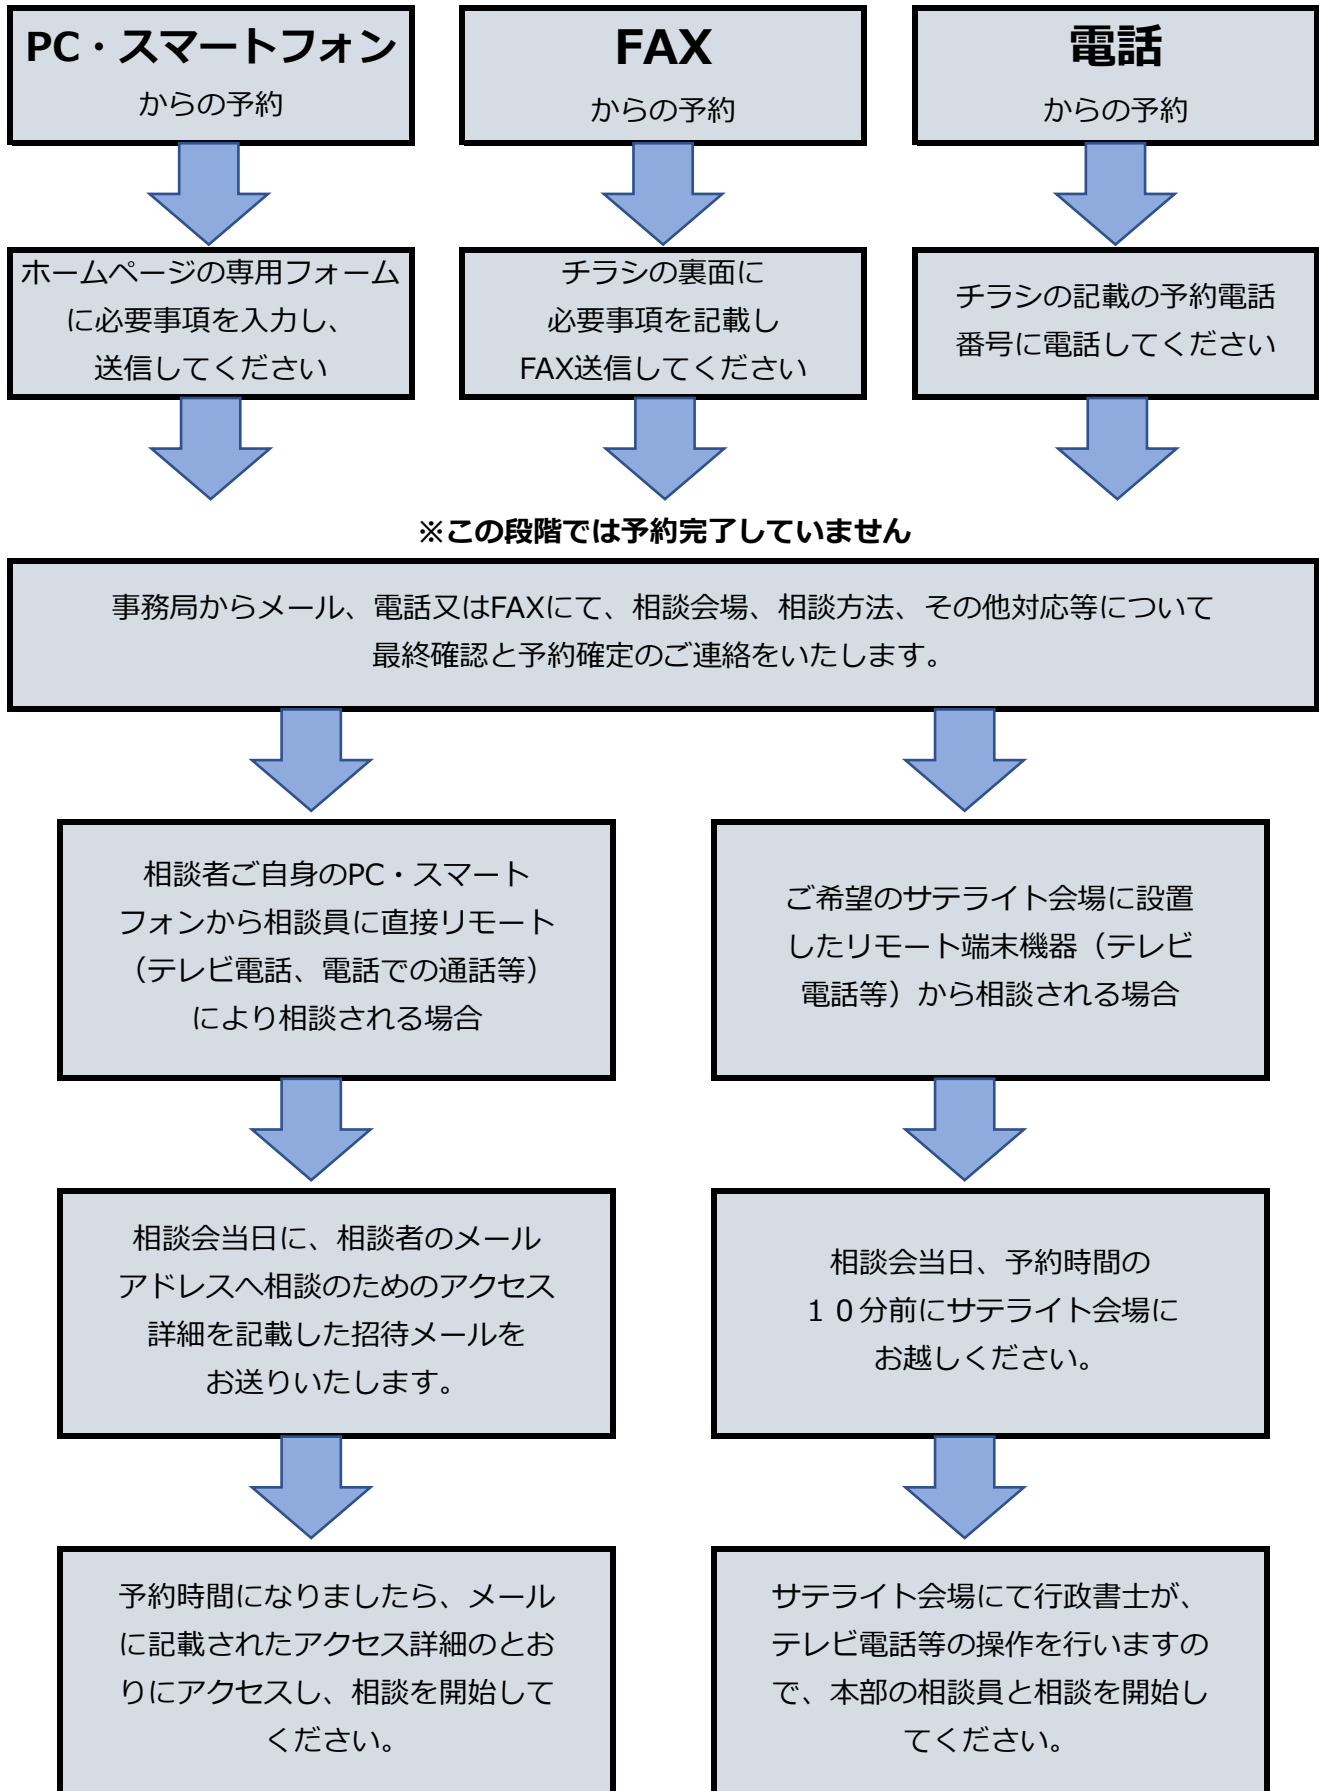 PC・スマートフォン
からの予約
FAX
からの予約
電話
からの予約
ホームページの専用フォーム
に必要事項を入力し、
送信してください
チラシの裏面に
必要事項を記載し
FAX送信してください
チラシの記載の予約電話
番号に電話してください
※この段階では予約完了していません
事務局からメール、電話又はFAXにて、相談会場、相談方法、その他対応等について
最終確認と予約確定のご連絡をいたします。
相談者ご自身のPC・スマート
フォンから相談員に直接リモート
（テレビ電話、電話での通話等）
により相談される場合
ご希望のサテライト会場に設置
したリモート端末機器（テレビ
電話等）から相談される場合
相談会当日に、相談者のメール
アドレスへ相談のためのアクセス
詳細を記載した招待メールを
お送りいたします。
相談会当日、予約時間の
１０分前にサテライト会場に
お越しください。
予約時間になりましたら、メール
に記載されたアクセス詳細のとお
りにアクセスし、相談を開始して
ください。
サテライト会場にて行政書士が、
テレビ電話等の操作を行いますの
で、本部の相談員と相談を開始し
てください。